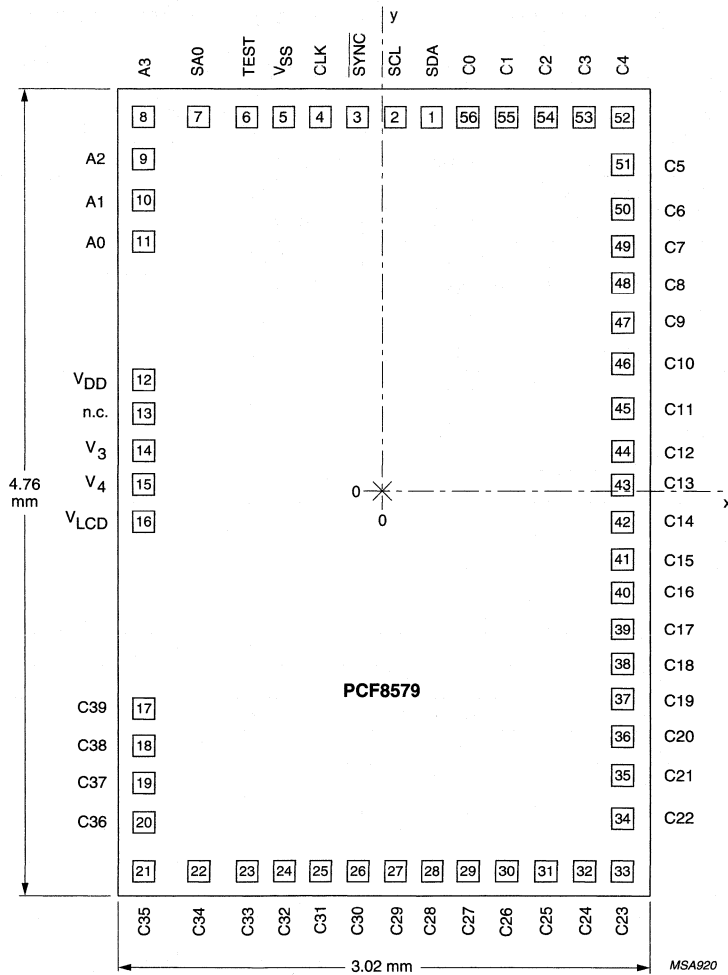 y
A3 SA0 TEST VSS CLK SYNC SCL SDA C0 C1 C2 C3 C4
8 7 6 5 4 3 2 1 56 55 54 53 52
A2 9 51 C5
A1 10 50 C6
A0 11 49 C7
48 C8
47 C9
46 C10
VDD 12
n.c. 13 45 C11
V3 14 44 C12
V4 15 43 C13
4.76
mm
0 x
VLCD 16 0 42 C14
41 C15
40 C16
39 C17
38 C18
PCF8579
C39 17 37 C19
C38 18 36 C20
C37 19 35 C21
C36 20 34 C22
21 22 23 24 25 26 27 28 29 30 31 32 33
C35 C34 C33 C32 C31 C30 C29 C28 C27 C26 C25 C24 C23
3.02 mm
MSA920